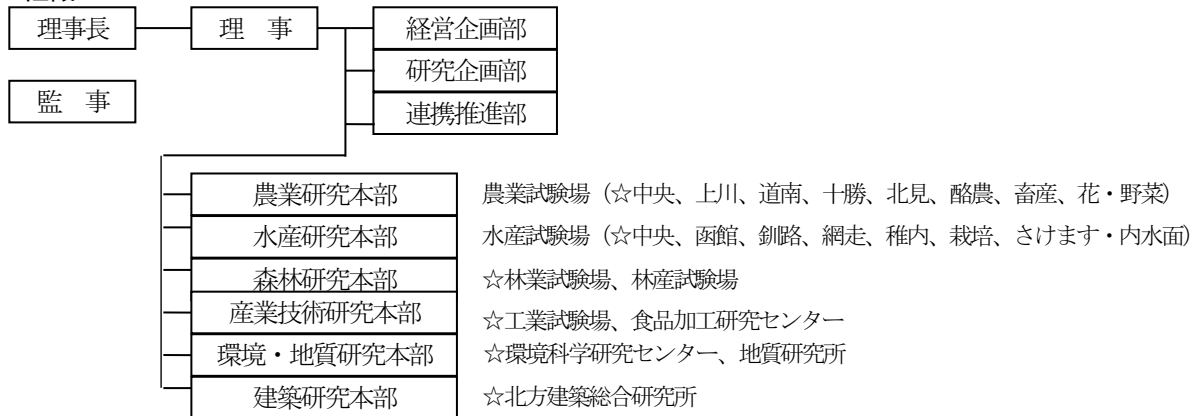 理事長 理 事 経営企画部
研究企画部
監 事
連携推進部
農業研究本部 農業試験場（☆中央、上川、道南、十勝、北見、酪農、畜産、花・野菜）
水産研究本部 水産試験場（☆中央、函館、釧路、網走、稚内、栽培、さけます・内水面）
森林研究本部 ☆林業試験場、林産試験場
産業技術研究本部 ☆工業試験場、食品加工研究センター
環境・地質研究本部 ☆環境科学研究センター、地質研究所
建築研究本部 ☆北方建築総合研究所